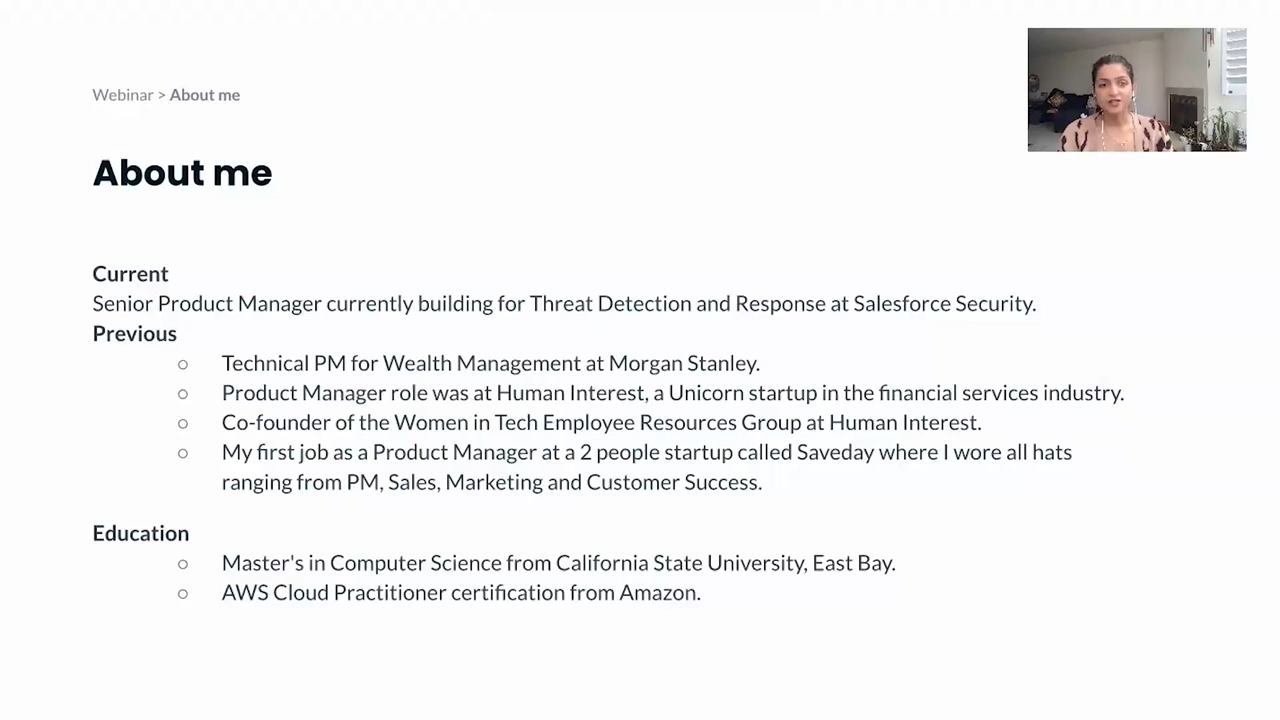 Webinar > About me
About me
Current
Senior Product Manager currently building for Threat Detection and Response at Salesforce Security.
Previous
○ Technical PM for Wealth Management at Morgan Stanley.
○ Product Manager role was at Human Interest, a Unicorn startup in the financial services industry.
○ Co-founder of the Women in Tech Employee Resources Group at Human Interest.
○ My first job as a Product Manager at a 2 people startup called Saveday where I wore all hats
ranging from PM, Sales, Marketing and Customer Success.
Education
○ Master's in Computer Science from California State University, East Bay.
○ AWS Cloud Practitioner certification from Amazon.